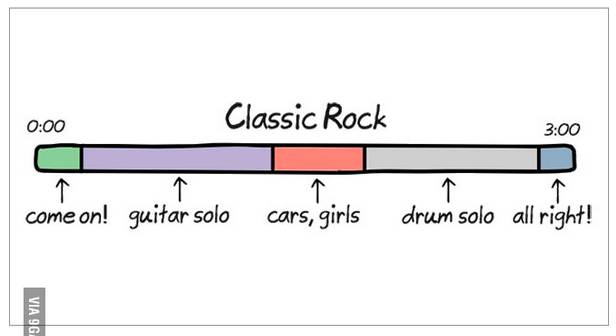 Classic Rock
0:00
3:00
come on!
guitar solo
cars, girls
drum solo
all right!
VIA 9G